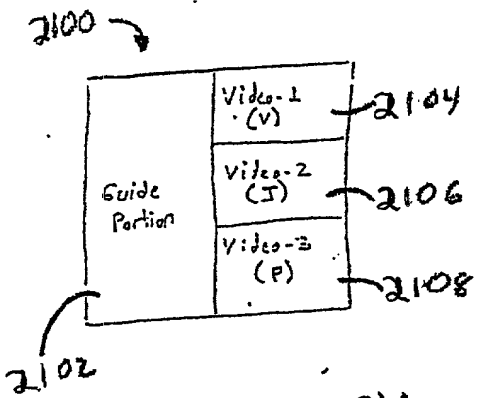 2100
Video-1
(V)
2104
Guide
Portion
Video-2
(I)
2106
Video-3
(P)
2108
2102